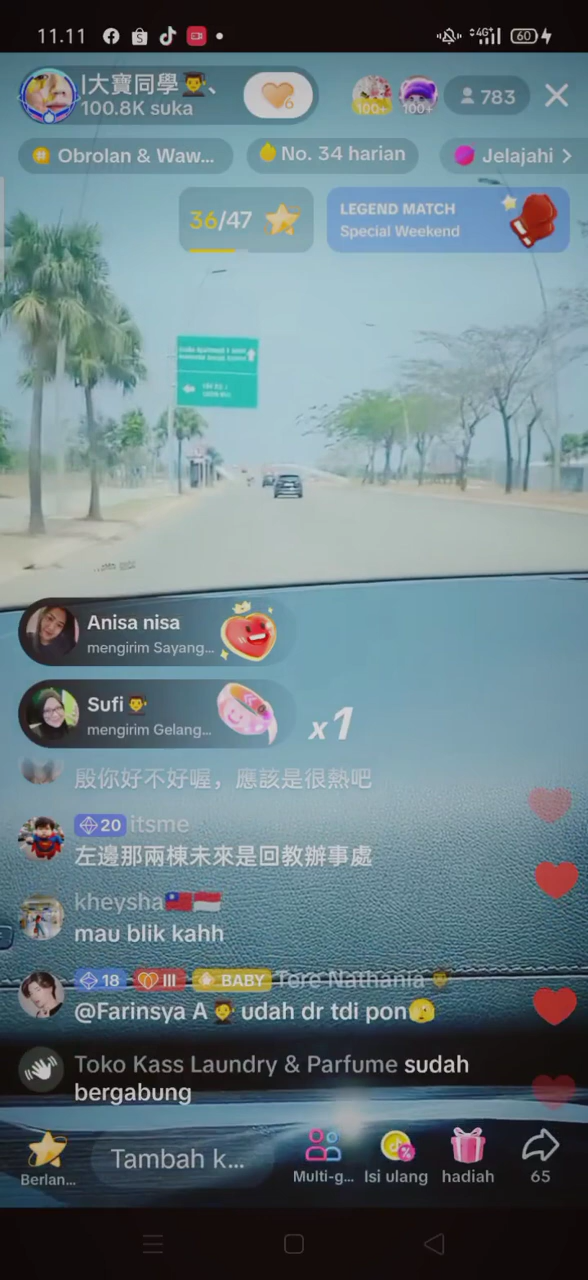 11.11
4G+
60
|大寶同學👨‍🎓、
100.8K suka
6
100+
100+
783
Obrolan & Waw...
No. 34 harian
Jelajahi
36/47
LEGEND MATCH
Special Weekend
Anisa nisa
mengirim Sayang...
Sufi👨‍🎓
mengirim Gelang...
x1
殷你好不好喔，應該是很熱吧
20 itsme
左邊那兩棟未來是回教辦事處
kheysha🇹🇼🇮🇩
mau blik kahh
18 III BABY Tere Nathania
@Farinsya A👩‍🎓udah dr tdi pon🫣
Toko Kass Laundry & Parfume sudah
bergabung
Berlan...
Tambah k...
Multi-g...
Isi ulang
hadiah
65